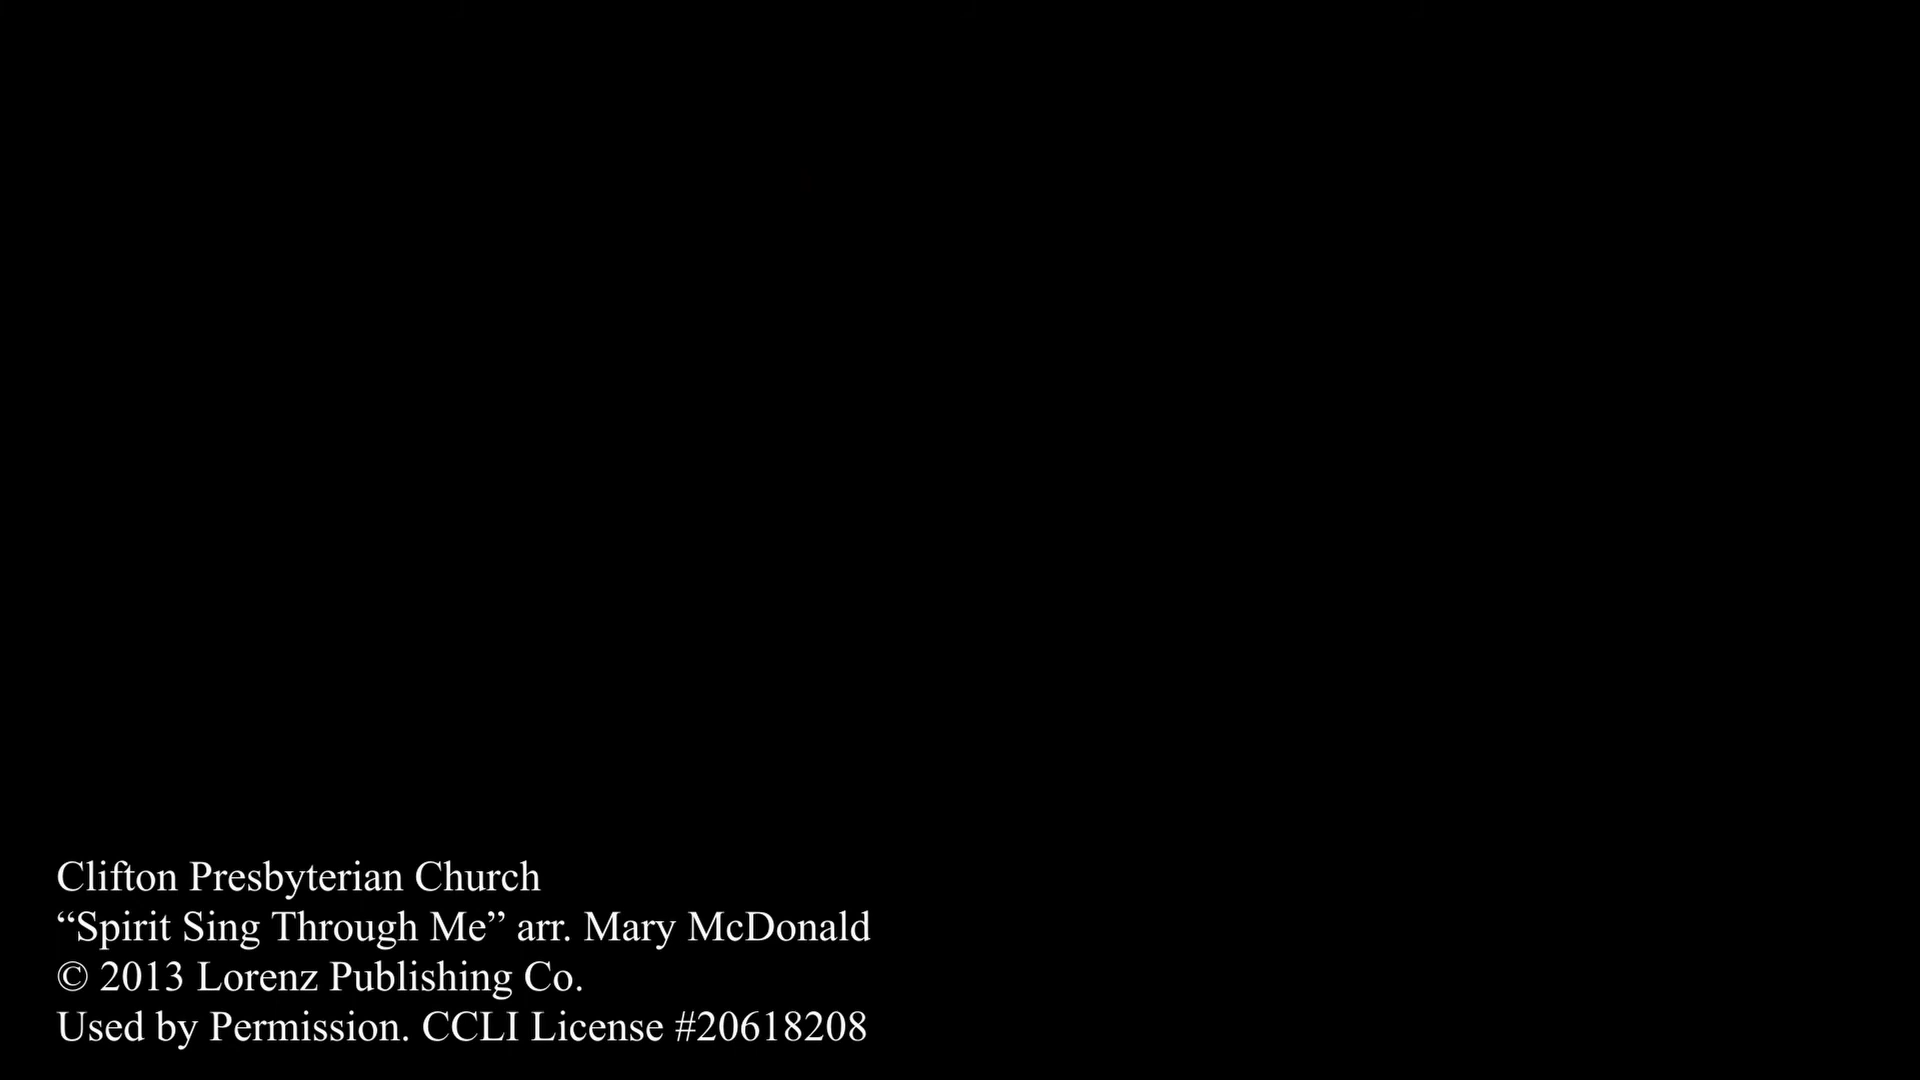 Clifton Presbyterian Church
“Spirit Sing Through Me” arr. Mary McDonald
© 2013 Lorenz Publishing Co.
Used by Permission. CCLI License #20618208